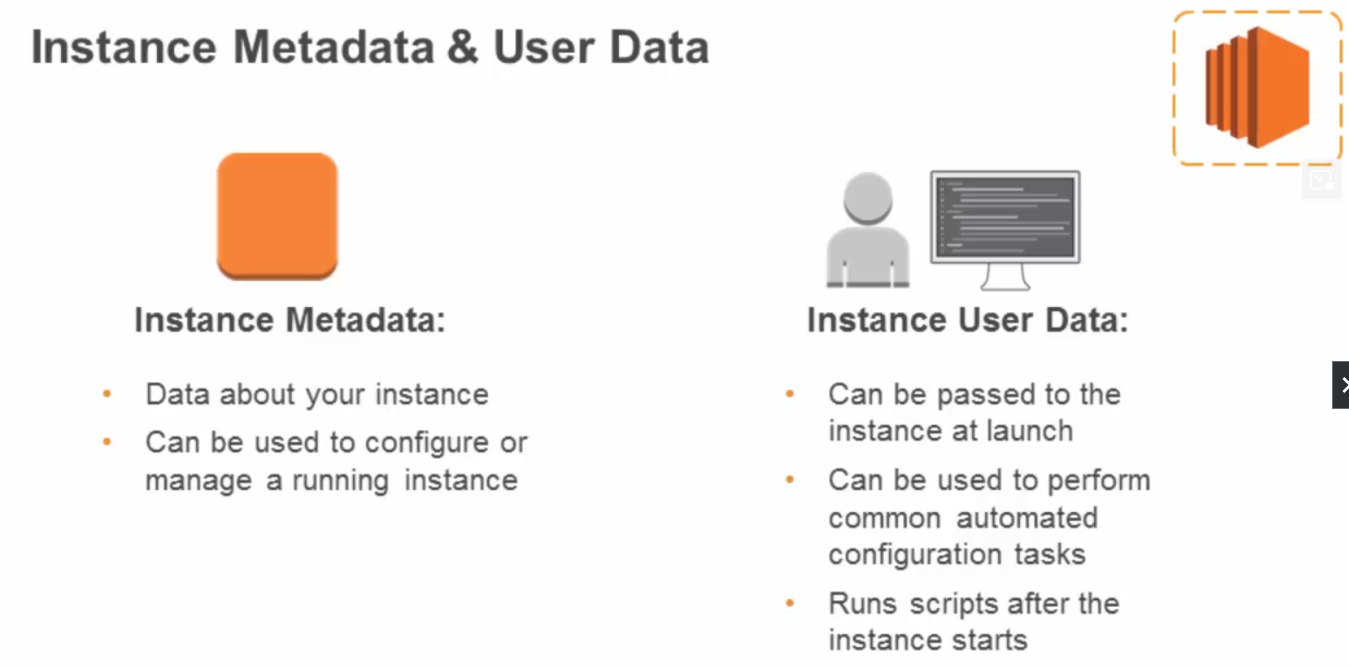 Instance Metadata & User Data
Instance Metadata:
• Data about your instance
• Can be used to configure or
manage a running instance
Instance User Data:
• Can be passed to the
instance at launch
• Can be used to perform
common automated
configuration tasks
• Runs scripts after the
instance starts